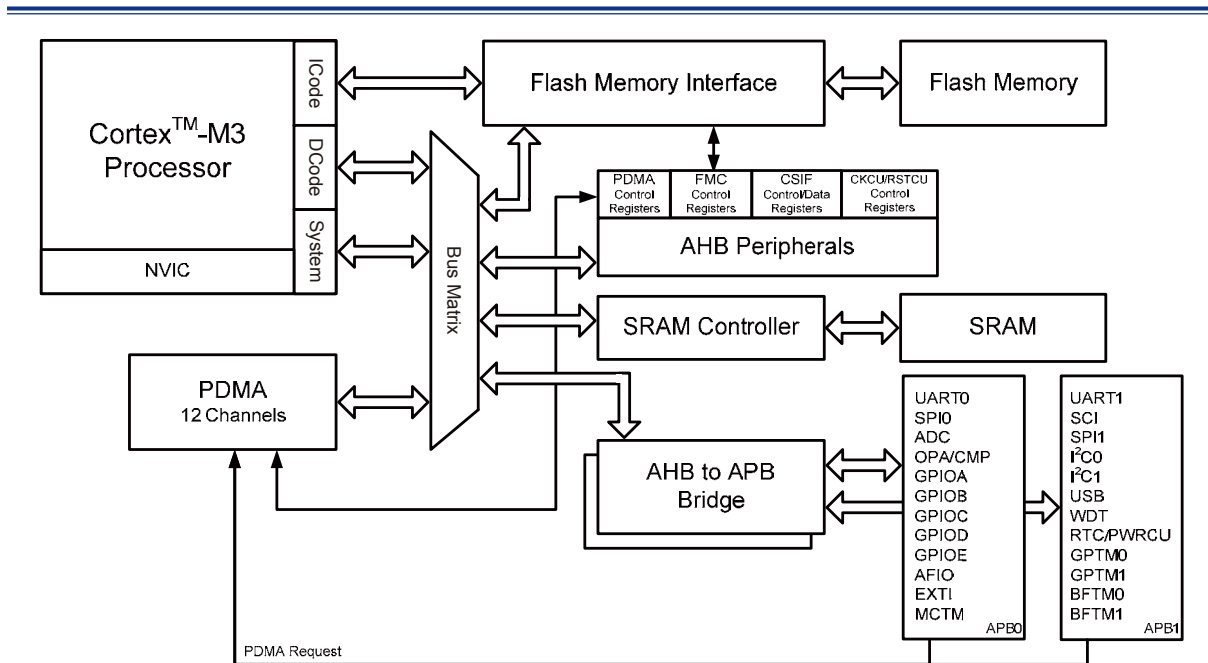 Cortex™-M3
Processor
NVIC
ICode
DCode
System
Flash Memory Interface
Flash Memory
Bus Matrix
PDMA
Control
Registers
FMC
Control
Registers
CSIF
Control/Data
Registers
CKCU/RSTCU
Control
Registers
AHB Peripherals
SRAM Controller
SRAM
PDMA
12 Channels
AHB to APB
Bridge
UART0
SPI0
ADC
OPA/CMP
GPIOA
GPIOB
GPIOC
GPIOD
GPIOE
AFIO
EXTI
MCTM
APB0
UART1
SCI
SPI1
I²C0
I²C1
USB
WDT
RTC/PWRCU
GPTM0
GPTM1
BFTM0
BFTM1
APB1
PDMA Request